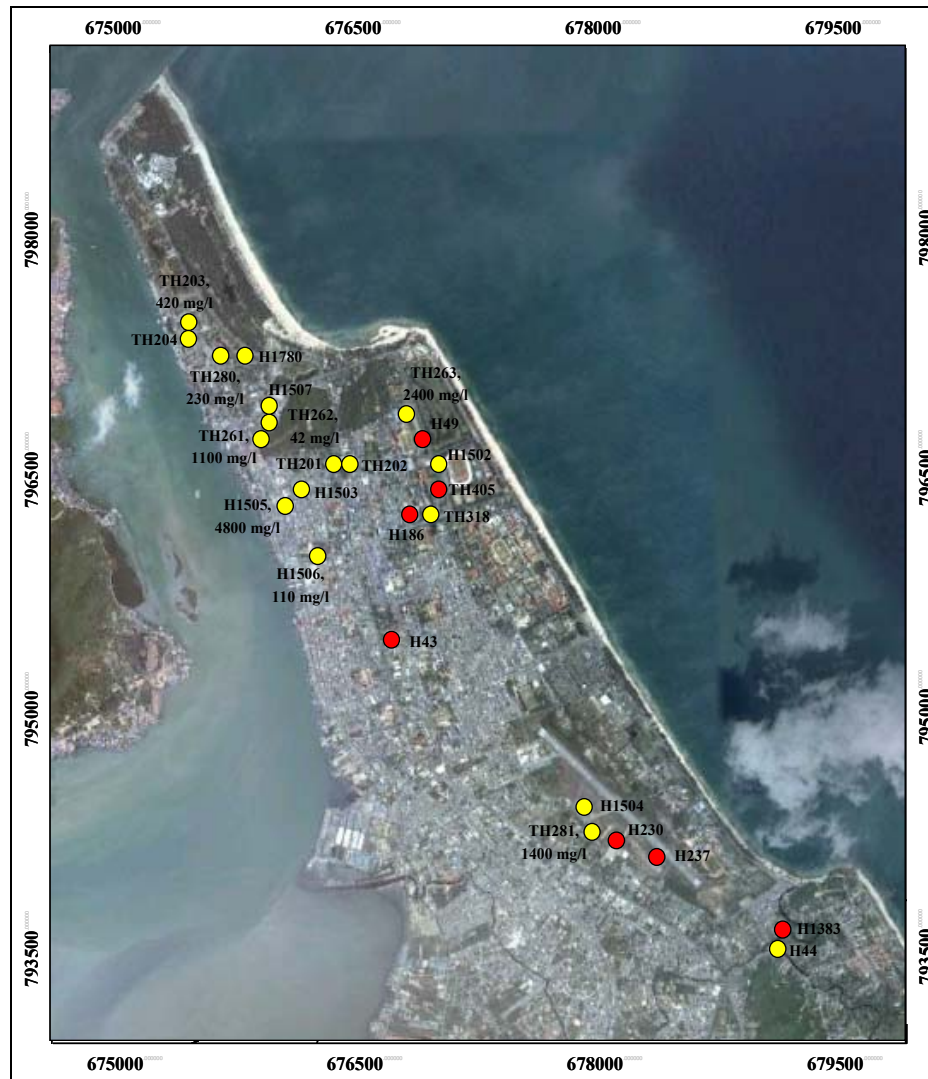 675000 676500 678000 679500
798000
798000
TH203,
420 mg/l
TH204
H1780
TH280,
230 mg/l
H1507
TH263,
2400 mg/l
TH262,
42 mg/l
H49
TH261,
1100 mg/l
TH201
TH202
H1502
796500
796500
H1503
TH405
H1505,
4800 mg/l
H186
TH318
H1506,
110 mg/l
H43
795000
795000
H1504
TH281,
1400 mg/l
H230
H237
H1383
H44
793500
793500
675000 676500 678000 679500